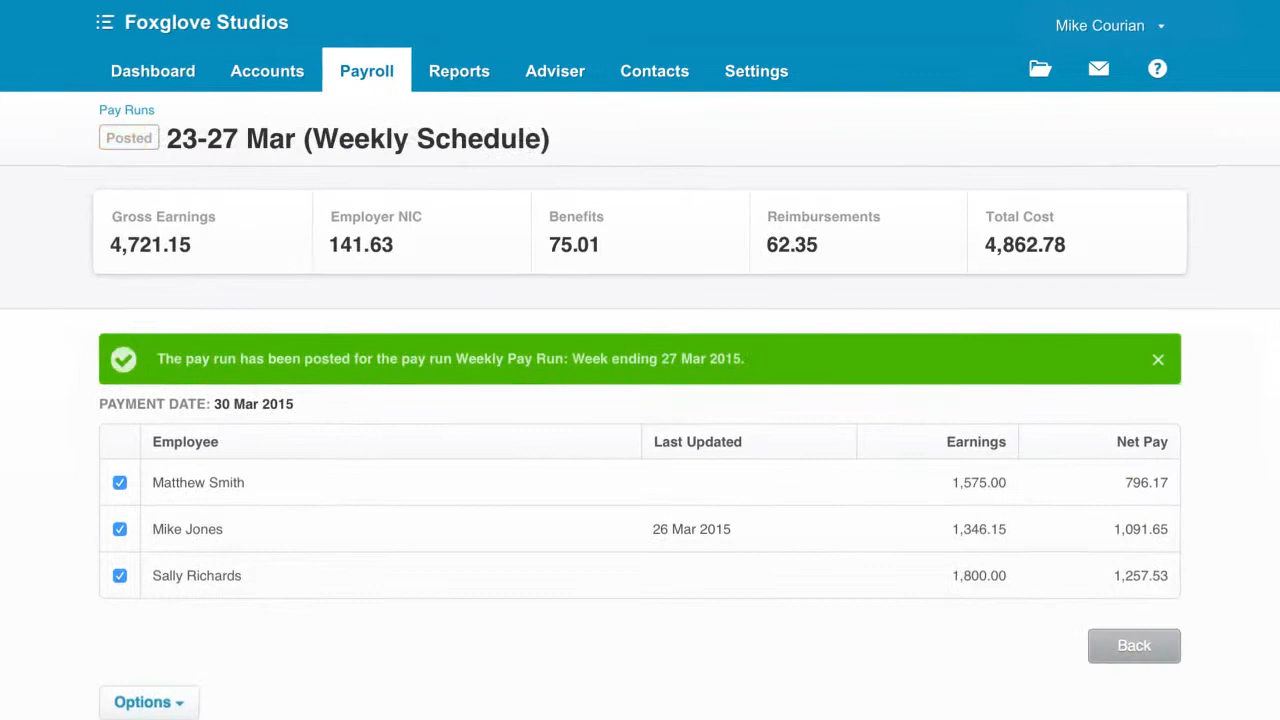 Foxglove Studios
Mike Courian
Dashboard Accounts Payroll Reports Adviser Contacts Settings
?
Pay Runs
Posted 23-27 Mar (Weekly Schedule)
Gross Earnings Employer NIC Benefits Reimbursements Total Cost
4,721.15 141.63 75.01 62.35 4,862.78
The pay run has been posted for the pay run Weekly Pay Run: Week ending 27 Mar 2015.
PAYMENT DATE: 30 Mar 2015
Employee Last Updated Earnings Net Pay
Matthew Smith 1,575.00 796.17
Mike Jones 26 Mar 2015 1,346.15 1,091.65
Sally Richards 1,800.00 1,257.53
Back
Options